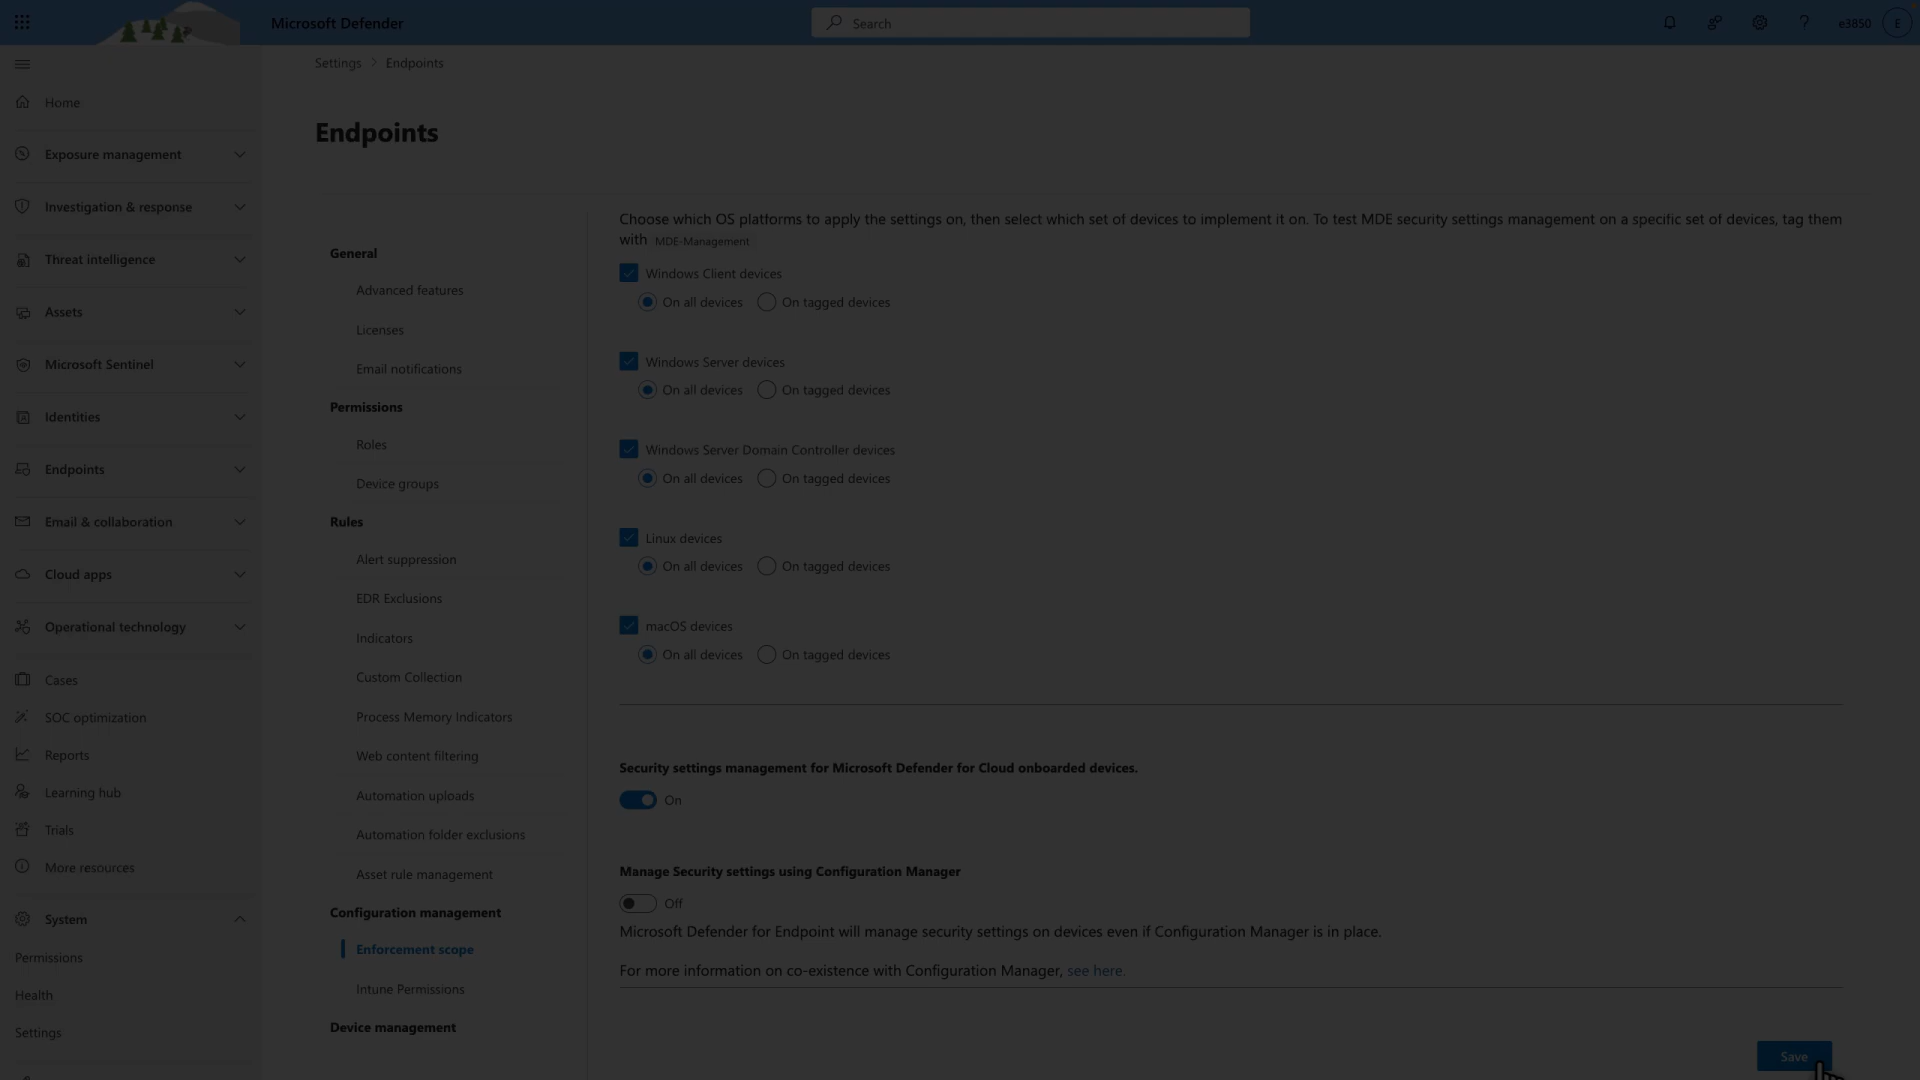 Microsoft Defender
Search
e3850
E
Settings > Endpoints
Home
Exposure management
Investigation & response
Threat intelligence
Assets
Microsoft Sentinel
Identities
Endpoints
Email & collaboration
Cloud apps
Operational technology
Cases
SOC optimization
Reports
Learning hub
Trials
More resources
System
Permissions
Health
Settings
Endpoints
General
Advanced features
Licenses
Email notifications
Permissions
Roles
Device groups
Rules
Alert suppression
EDR Exclusions
Indicators
Custom Collection
Process Memory Indicators
Web content filtering
Automation uploads
Automation folder exclusions
Asset rule management
Configuration management
Enforcement scope
Intune Permissions
Device management
Choose which OS platforms to apply the settings on, then select which set of devices to implement it on. To test MDE security settings management on a specific set of devices, tag them
with MDE-Management
Windows Client devices
On all devices On tagged devices
Windows Server devices
On all devices On tagged devices
Windows Server Domain Controller devices
On all devices On tagged devices
Linux devices
On all devices On tagged devices
macOS devices
On all devices On tagged devices
Security settings management for Microsoft Defender for Cloud onboarded devices.
On
Manage Security settings using Configuration Manager
Off
Microsoft Defender for Endpoint will manage security settings on devices even if Configuration Manager is in place.
For more information on co-existence with Configuration Manager, see here.
Save